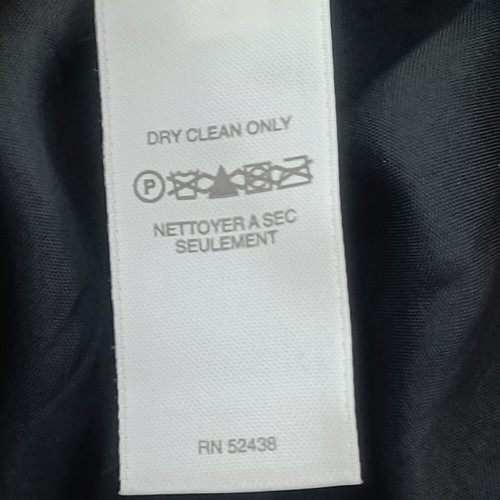 DRY CLEAN ONLY
P
NETTOYER A SEC
SEULEMENT
RN 52438